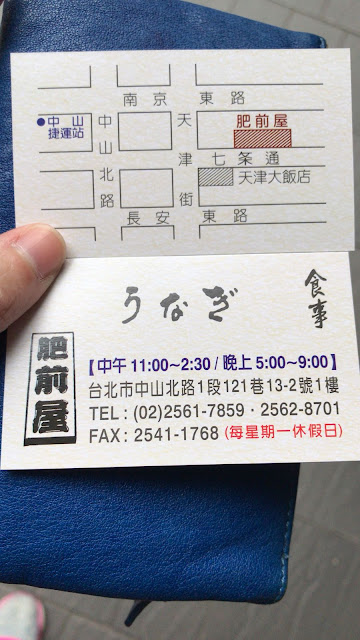 南京東路
●中山
捷運站
中山北路
天津街
肥前屋
七条通
天津大飯店
長安東路
うなぎ
食事
肥前屋
【中午11:00~2:30 / 晚上5:00~9:00】
台北市中山北路1段121巷13-2號1樓
TEL : (02)2561-7859 · 2562-8701
FAX : 2541-1768 (每星期一休假日)